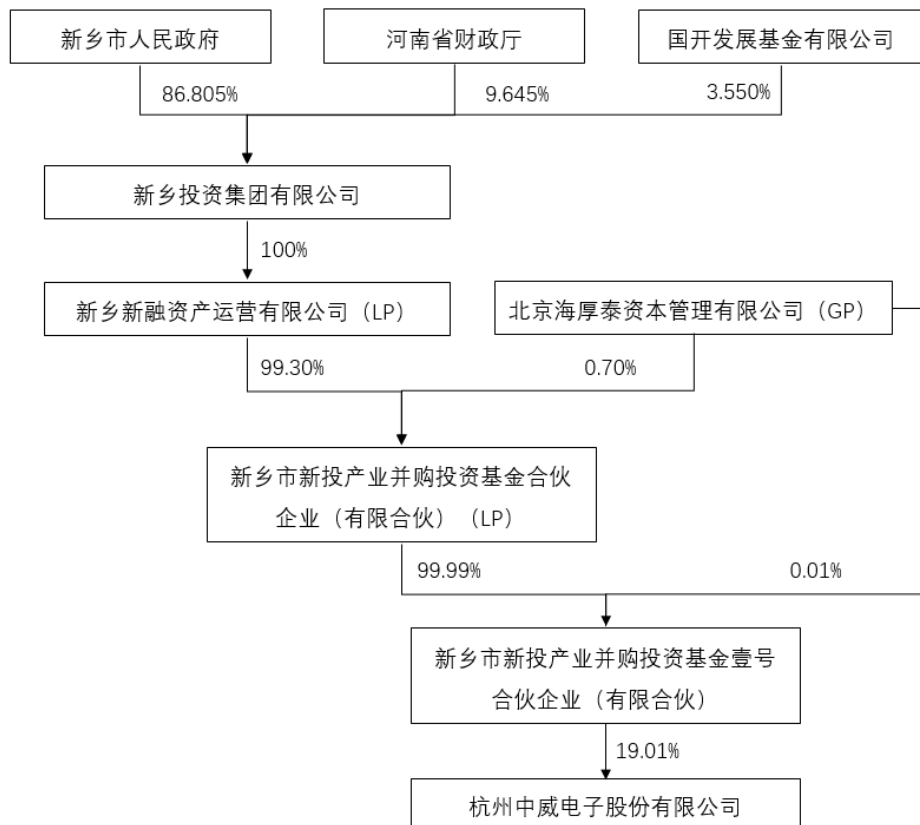 新乡市人民政府
河南省财政厅
国开发展基金有限公司
86.805%
9.645%
3.550%
新乡投资集团有限公司
100%
新乡新融资产运营有限公司（LP）
北京海厚泰资本管理有限公司（GP）
99.30%
0.70%
新乡市新投产业并购投资基金合伙
企业（有限合伙）（LP）
99.99%
0.01%
新乡市新投产业并购投资基金壹号
合伙企业（有限合伙）
19.01%
杭州中威电子股份有限公司